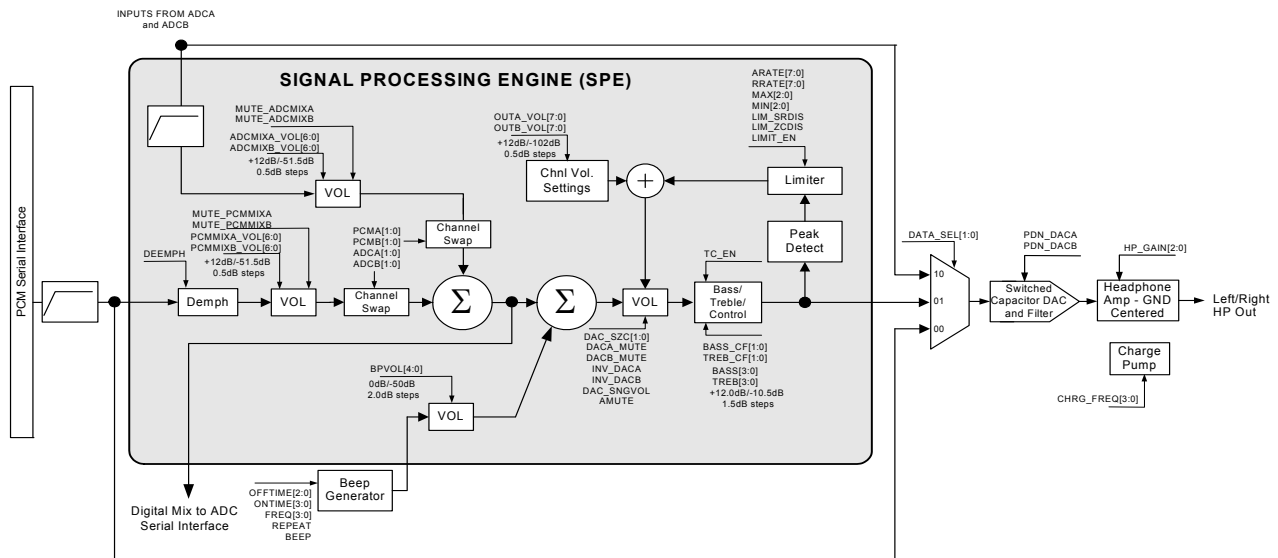 INPUTS FROM ADCA
and ADCB
SIGNAL PROCESSING ENGINE (SPE)
PCM Serial Interface
MUTE_ADCMIXA
MUTE_ADCMIXB
ADCMIXA_VOL[6:0]
ADCMIXB_VOL[6:0]
+12dB/-51.5dB
0.5dB steps
VOL
Channel
Swap
OUTA_VOL[7:0]
OUTB_VOL[7:0]
+12dB/-102dB
0.5dB steps
Chnl Vol.
Settings
+
ARATE[7:0]
RRATE[7:0]
MAX[2:0]
MIN[2:0]
LIM_SRDIS
LIM_ZCDIS
LIMIT_EN
Limiter
Peak
Detect
MUTE_PCMMIXA
MUTE_PCMMIXB
PCMMIXA_VOL[6:0]
PCMMIXB_VOL[6:0]
+12dB/-51.5dB
0.5dB steps
DEEMPH
Demph
VOL
PCMA[1:0]
PCMB[1:0]
ADCA[1:0]
ADCB[1:0]
Channel
Swap
Σ
Σ
VOL
DAC_SZC[1:0]
DACA_MUTE
DACB_MUTE
INV_DACA
INV_DACB
DAC_SNGVOL
AMUTE
TC_EN
Bass/
Treble/
Control
BASS_CF[1:0]
TREB_CF[1:0]
BASS[3:0]
TREB[3:0]
+12.0dB/-10.5dB
1.5dB steps
BPVOL[4:0]
0dB/-50dB
2.0dB steps
VOL
Beep
Generator
OFFTIME[2:0]
ONTIME[3:0]
FREQ[3:0]
REPEAT
BEEP
Digital Mix to ADC
Serial Interface
DATA_SEL[1:0]
10
01
00
PDN_DACA
PDN_DACB
Switched
Capacitor DAC
and Filter
HP_GAIN[2:0]
Headphone
Amp - GND
Centered
Left/Right
HP Out
Charge
Pump
CHRG_FREQ[3:0]